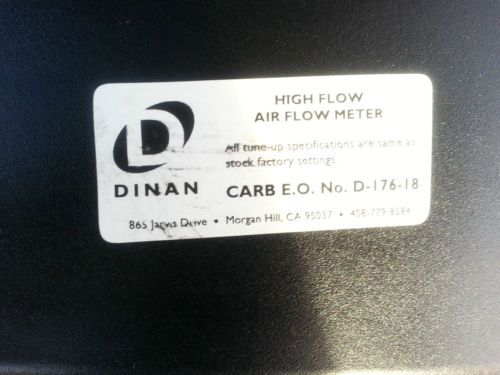 HIGH FLOW
AIR FLOW METER
D
All tune-up specifications are same as
stock factory settings
DINAN
CARB E.O. No. D-176-18
865 Jarvis Drive • Morgan Hill, CA 95037 • 408\779-8584